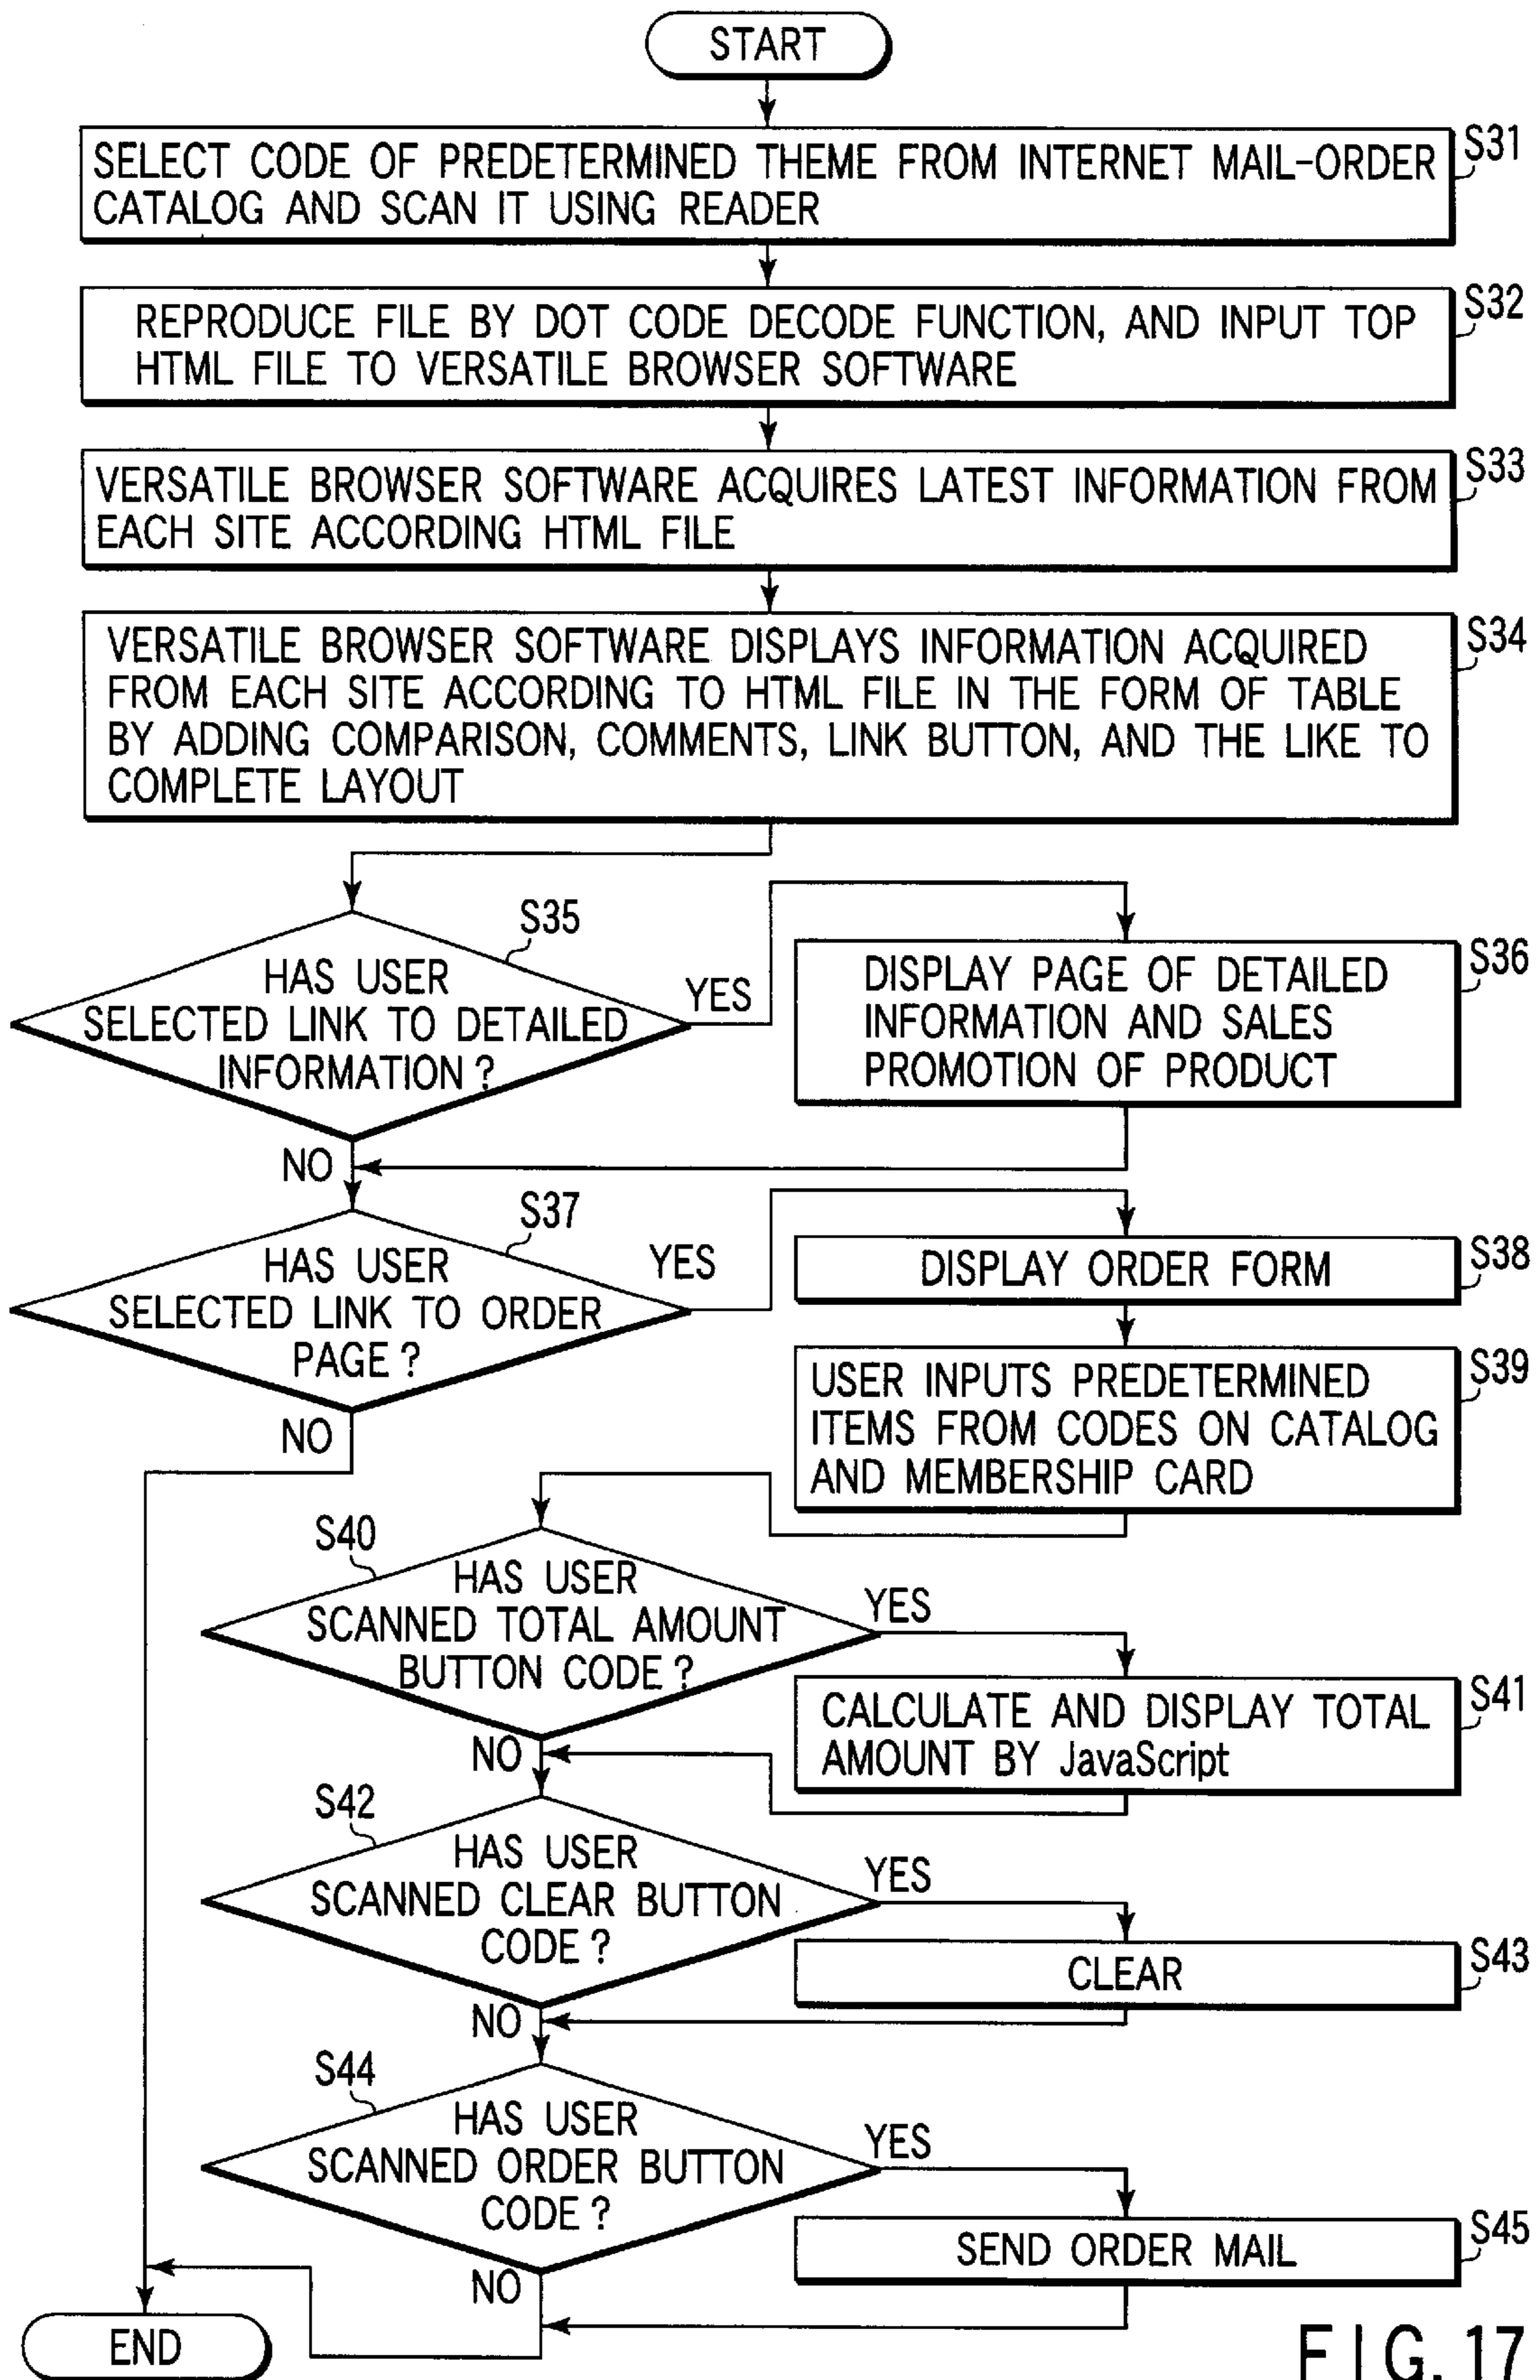 START
S31
SELECT CODE OF PREDETERMINED THEME FROM INTERNET MAIL-ORDER
CATALOG AND SCAN IT USING READER
S32
REPRODUCE FILE BY DOT CODE DECODE FUNCTION, AND INPUT TOP
HTML FILE TO VERSATILE BROWSER SOFTWARE
S33
VERSATILE BROWSER SOFTWARE ACQUIRES LATEST INFORMATION FROM
EACH SITE ACCORDING HTML FILE
S34
VERSATILE BROWSER SOFTWARE DISPLAYS INFORMATION ACQUIRED
FROM EACH SITE ACCORDING TO HTML FILE IN THE FORM OF TABLE
BY ADDING COMPARISON, COMMENTS, LINK BUTTON, AND THE LIKE TO
COMPLETE LAYOUT
S35
HAS USER
SELECTED LINK TO DETAILED
INFORMATION ?
YES
S36
DISPLAY PAGE OF DETAILED
INFORMATION AND SALES
PROMOTION OF PRODUCT
NO
S37
HAS USER
SELECTED LINK TO ORDER
PAGE ?
YES
S38
DISPLAY ORDER FORM
S39
USER INPUTS PREDETERMINED
ITEMS FROM CODES ON CATALOG
AND MEMBERSHIP CARD
NO
S40
HAS USER
SCANNED TOTAL AMOUNT
BUTTON CODE ?
YES
S41
CALCULATE AND DISPLAY TOTAL
AMOUNT BY JavaScript
NO
S42
HAS USER
SCANNED CLEAR BUTTON
CODE ?
YES
S43
CLEAR
NO
S44
HAS USER
SCANNED ORDER BUTTON
CODE ?
YES
S45
SEND ORDER MAIL
NO
END
FIG. 17